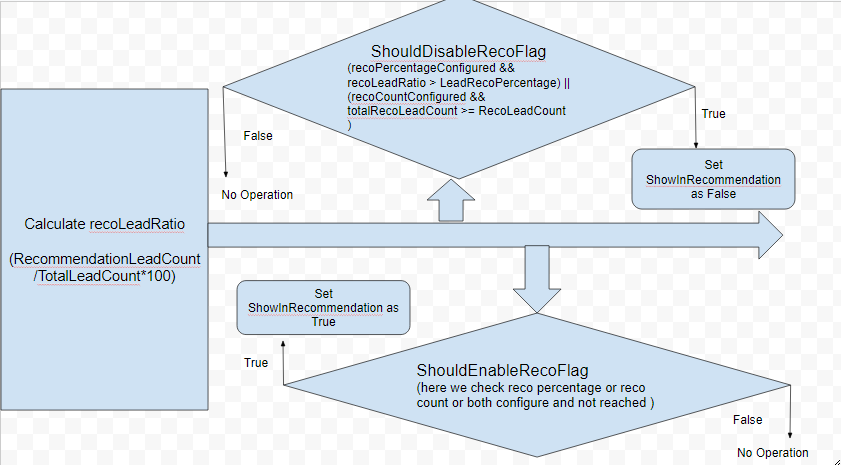 ShouldDisableRecoFlag
(recoPercentageConfigured &&
recoLeadRatio > LeadRecoPercentage) ||
(recoCountConfigured &&
totalRecoLeadCount >= RecoLeadCount
)
False
No Operation
True
Set
ShowInRecommendation
as False
Calculate recoLeadRatio
(RecommendationLeadCount
/TotalLeadCount*100)
Set
ShowInRecommendation as
True
True
ShouldEnableRecoFlag
(here we check reco percentage or reco
count or both configure and not reached )
False
No Operation